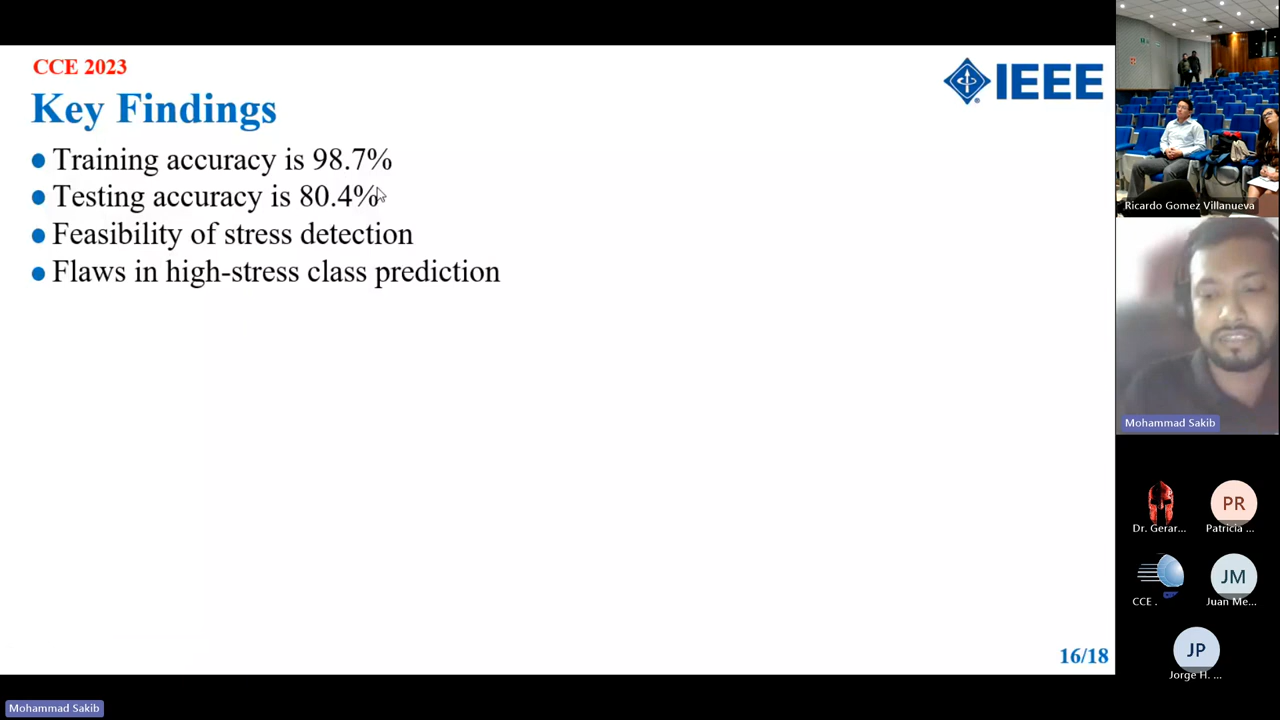 CCE 2023
IEEE
Key Findings
Training accuracy is 98.7%
Testing accuracy is 80.4%
Feasibility of stress detection
Flaws in high-stress class prediction
16/18
Mohammad Sakib
Ricardo Gomez Villanueva
Mohammad Sakib
Dr. Gerar...
PR
Patricia ...
CCE .
JM
Juan Me...
JP
Jorge H. ...